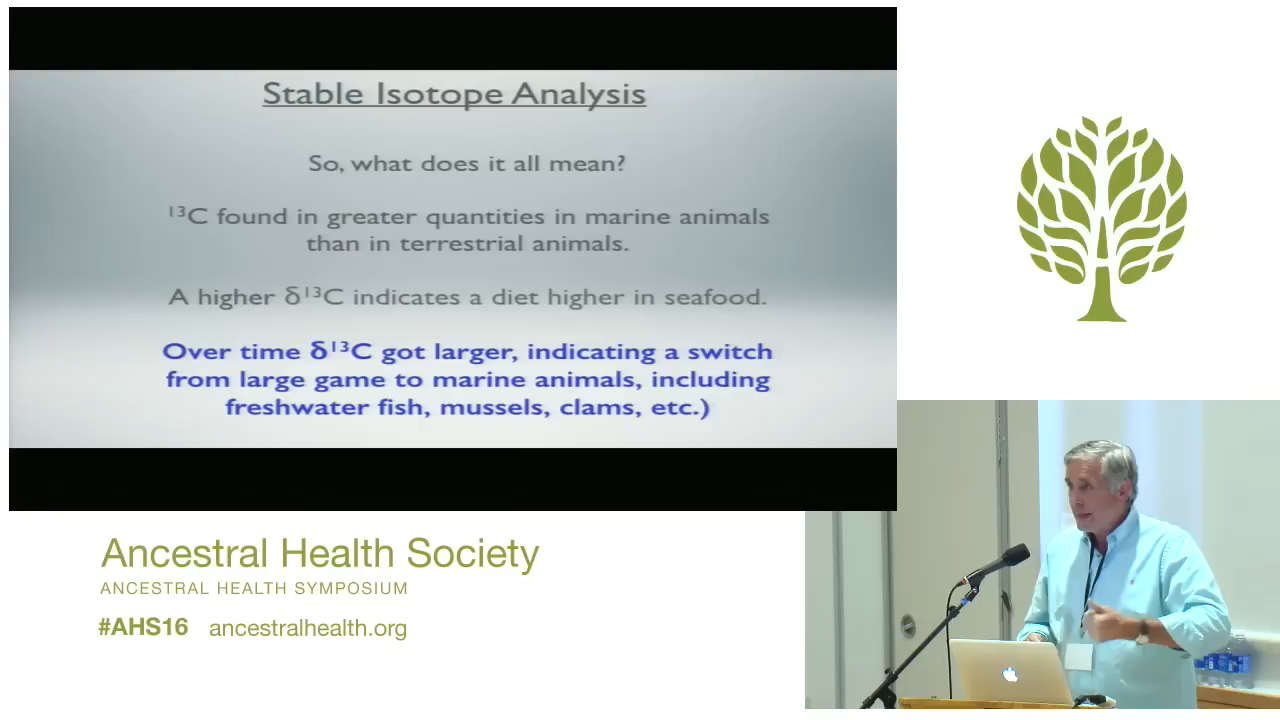 Stable Isotope Analysis
So, what does it all mean?
¹³C found in greater quantities in marine animals
than in terrestrial animals.
A higher δ¹³C indicates a diet higher in seafood.
Over time δ¹³C got larger, indicating a switch
from large game to marine animals, including
freshwater fish, mussels, clams, etc.)
Ancestral Health Society
ANCESTRAL HEALTH SYMPOSIUM
#AHS16 ancestralhealth.org